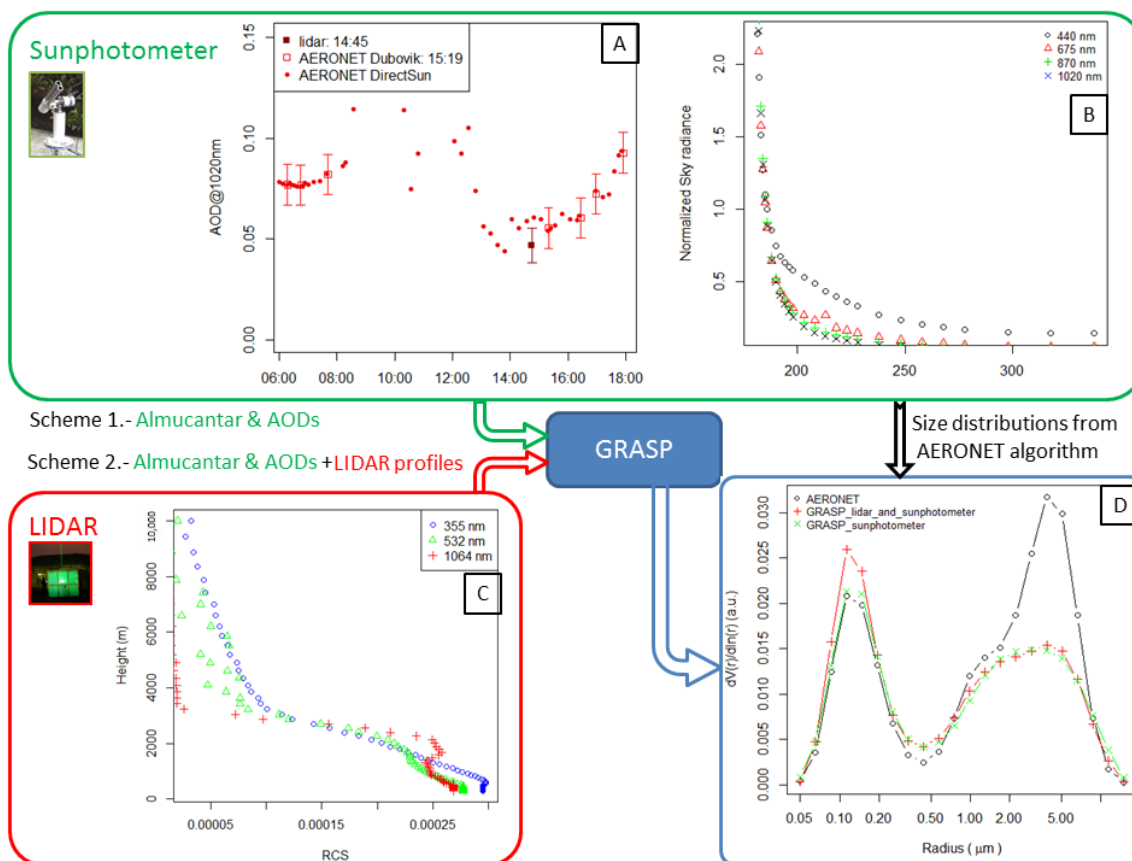 Sunphotometer
A
lidar: 14:45
AERONET Dubovik: 15:19
AERONET DirectSun
AOD@1020nm
0.15
0.10
0.05
0.00
06:00 08:00 10:00 12:00 14:00 16:00 18:00
B
440 nm
675 nm
870 nm
1020 nm
Normalized Sky radiance
2.0
1.5
1.0
0.5
200 250 300
Scheme 1.- Almucantar & AODs
Scheme 2.- Almucantar & AODs +LIDAR profiles
GRASP
Size distributions from
AERONET algorithm
LIDAR
C
355 nm
532 nm
1064 nm
Height (m)
10,000
8000
6000
4000
2000
0
0.00005 0.00015 0.00025
RCS
D
AERONET
GRASP_lidar_and_sunphotometer
GRASP_sunphotometer
dV(r)/dln(r) (a.u.)
0.030
0.025
0.020
0.015
0.010
0.005
0.000
0.05 0.10 0.20 0.50 1.00 2.00 5.00
Radius ( μm )